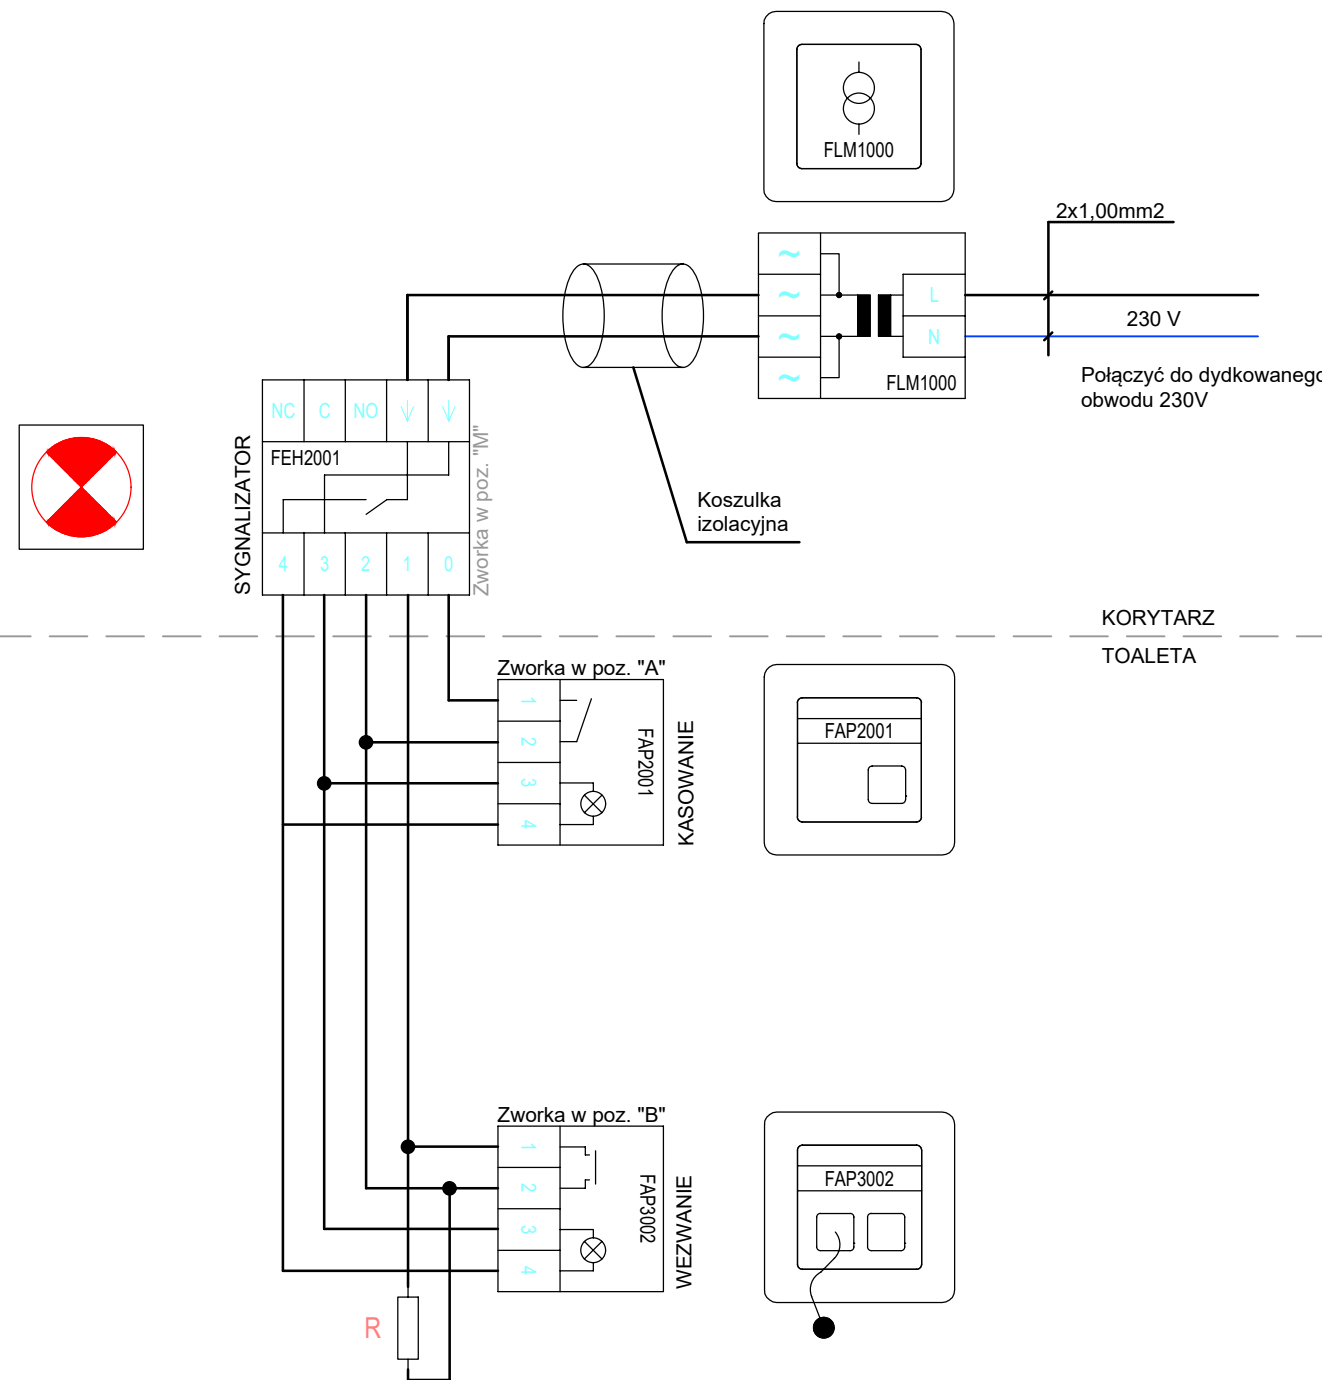 FLM1000
2x1,00mm2
~
~
L
230 V
~
N
~
FLM1000
Połączyć do dydkowanego
obwodu 230V
NC C NO
FEH2001
SYGNALIZATOR
Zworka w poz. "M"
Koszulka
izolacyjna
4 3 2 1 0
KORYTARZ
TOALETA
Zworka w poz. "A"
1
2
3
4
FAP2001
KASOWANIE
FAP2001
Zworka w poz. "B"
1
2
3
4
FAP3002
WEZWANIE
FAP3002
R